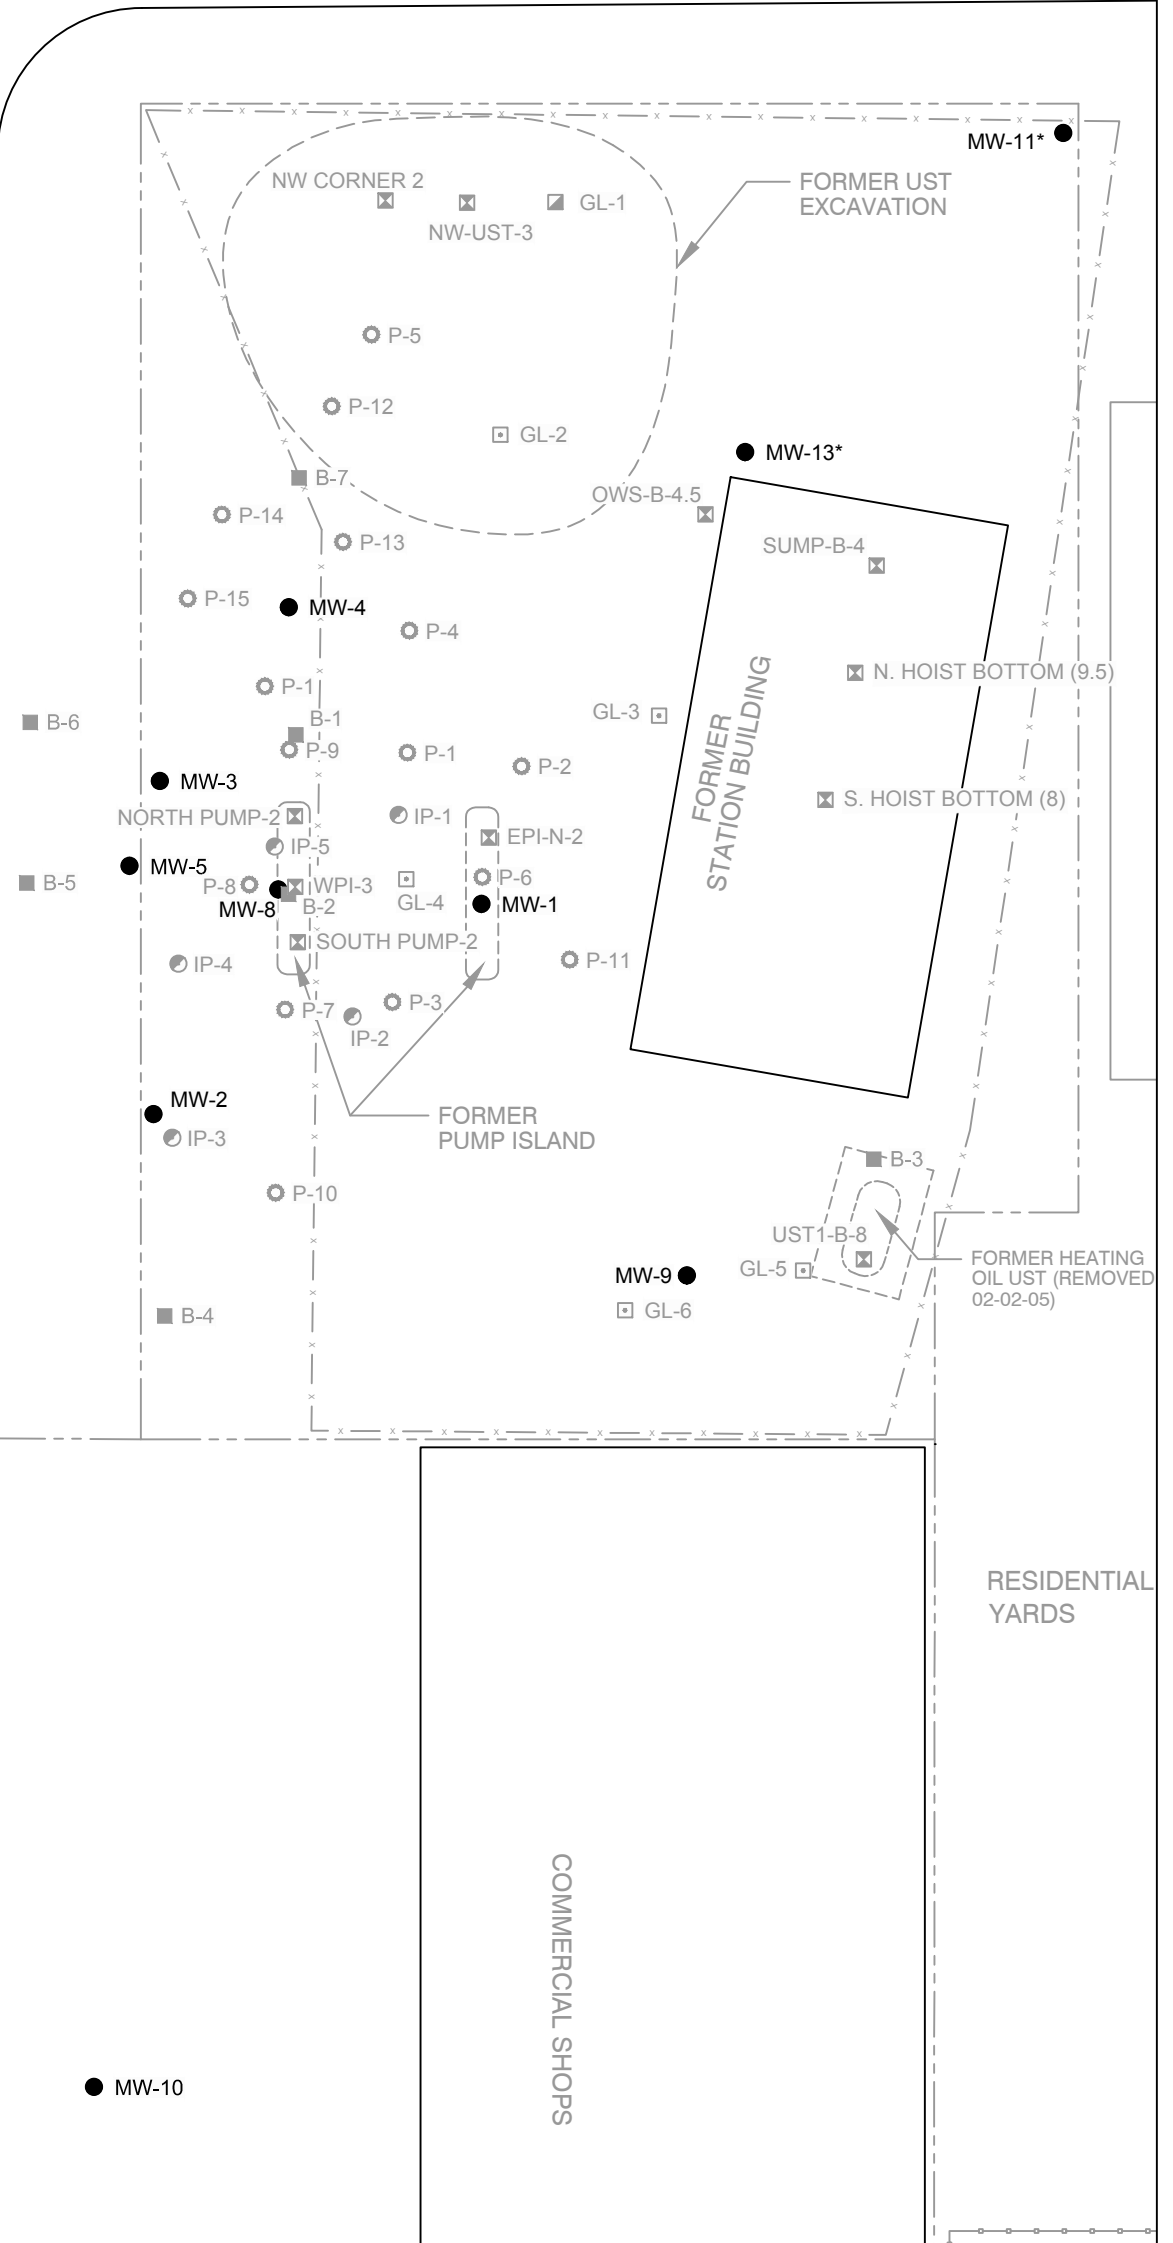 MW-11*
NW CORNER 2
FORMER UST
EXCAVATION
GL-1
NW-UST-3
P-5
P-12
GL-2
MW-13*
B-7
OWS-B-4.5
P-14
P-13
SUMP-B-4
P-15
MW-4
P-4
N. HOIST BOTTOM (9.5)
P-1
GL-3
B-6
B-1
P-9
P-1
P-2
FORMER
STATION BUILDING
MW-3
S. HOIST BOTTOM (8)
NORTH PUMP-2
IP-1
EPI-N-2
IP-5
MW-5
B-5
P-8
WPI-3
P-6
GL-4
MW-8
B-2
MW-1
SOUTH PUMP-2
P-11
IP-4
P-3
P-7
IP-2
MW-2
FORMER
PUMP ISLAND
IP-3
B-3
P-10
UST1-B-8
FORMER HEATING
OIL UST (REMOVED
02-02-05)
GL-5
MW-9
GL-6
B-4
RESIDENTIAL
YARDS
COMMERCIAL SHOPS
MW-10